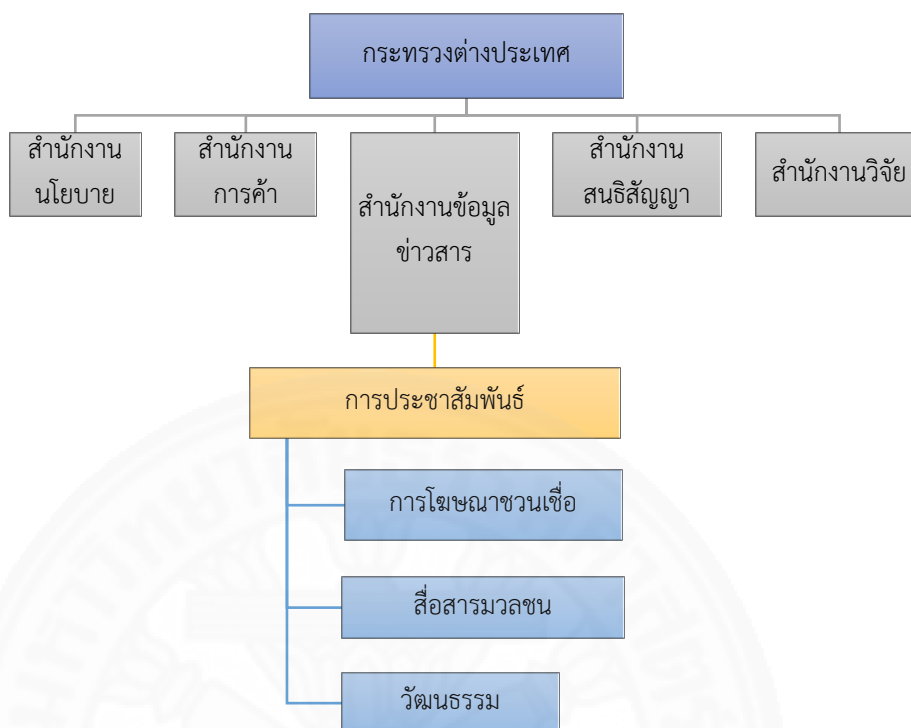 กระทรวงต่างประเทศ
สำนักงาน
นโยบาย
สำนักงาน
การค้า
สำนักงานข้อมูล
ข่าวสาร
สำนักงาน
สนธิสัญญา
สำนักงานวิจัย
การประชาสัมพันธ์
การโฆษณาชวนเชื่อ
สื่อสารมวลชน
วัฒนธรรม